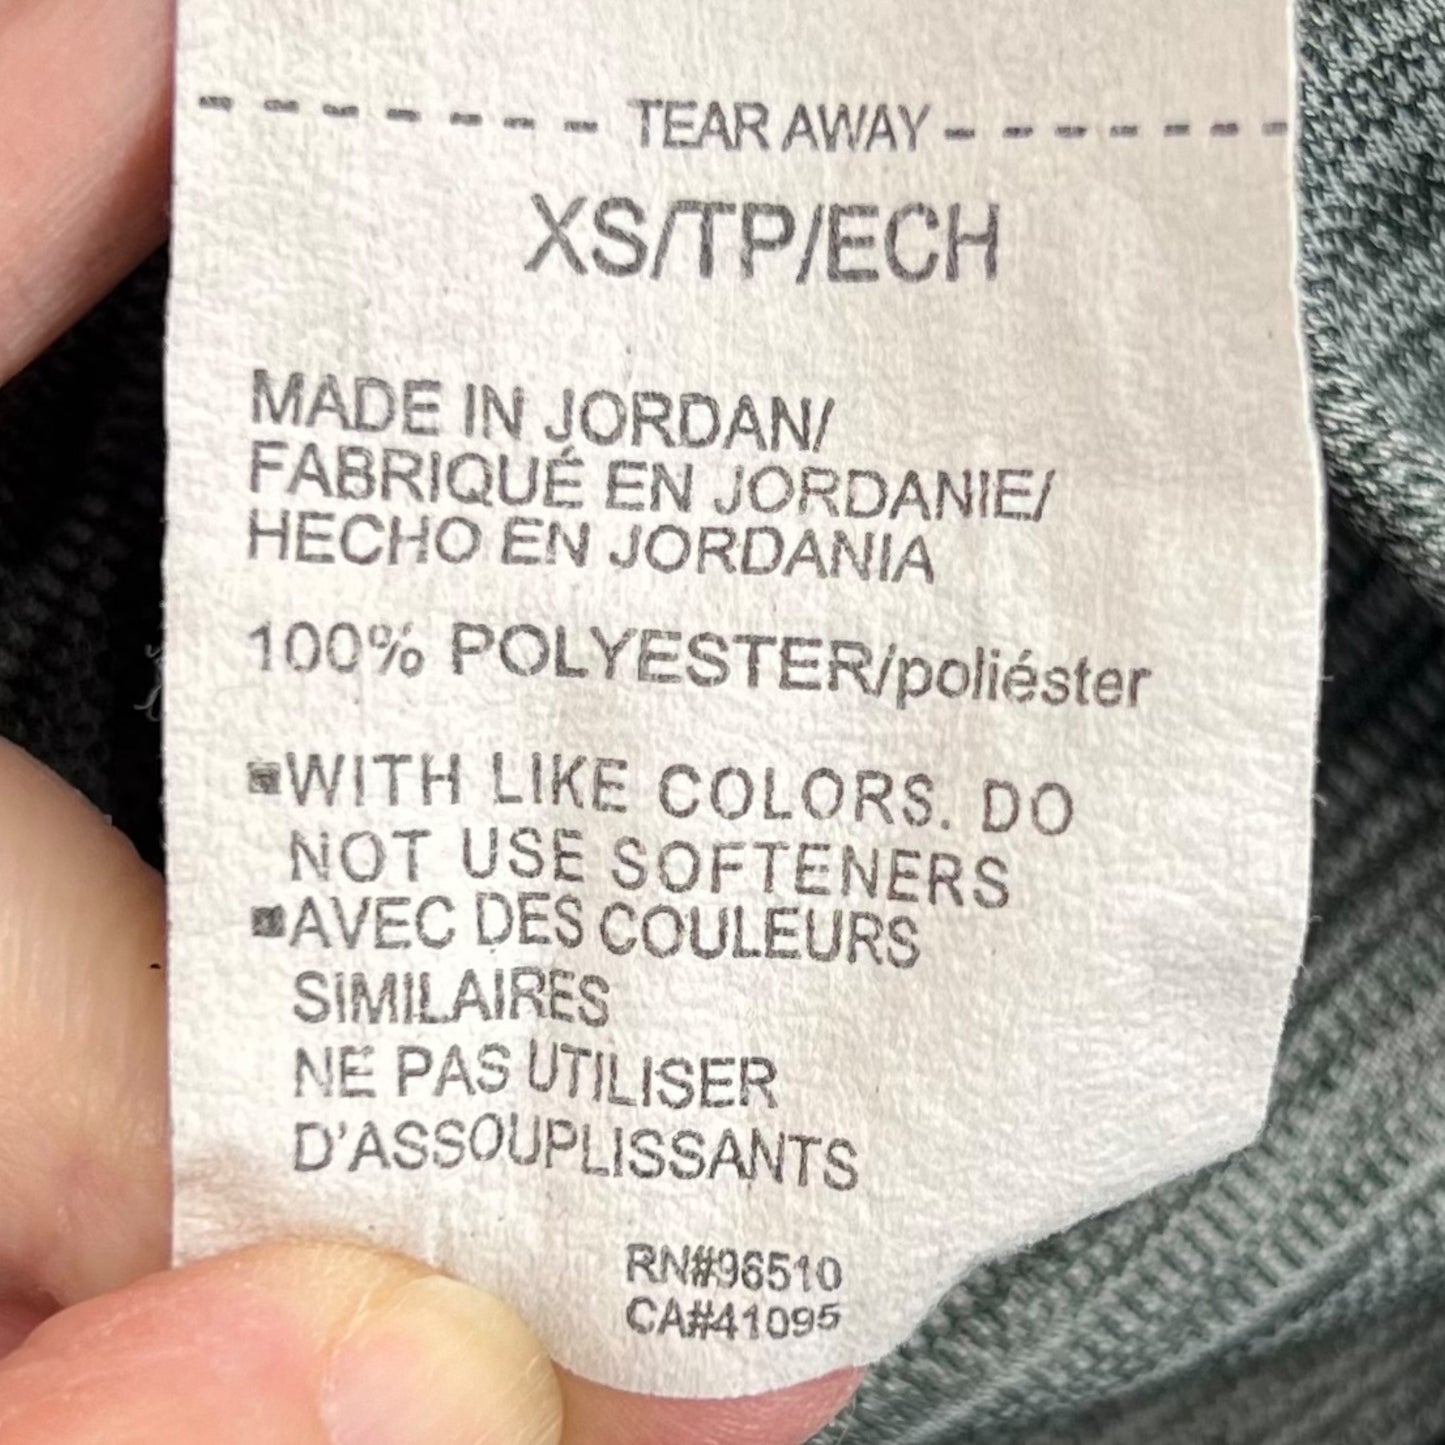 TEAR AWAY
XS/TP/ECH
MADE IN JORDAN/
FABRIQUÉ EN JORDANIE/
HECHO EN JORDANIA
100% POLYESTER/poliéster
▪WITH LIKE COLORS. DO
NOT USE SOFTENERS
▪AVEC DES COULEURS
SIMILAIRES
NE PAS UTILISER
D'ASSOUPLISSANTS
RN#96510
CA#41095